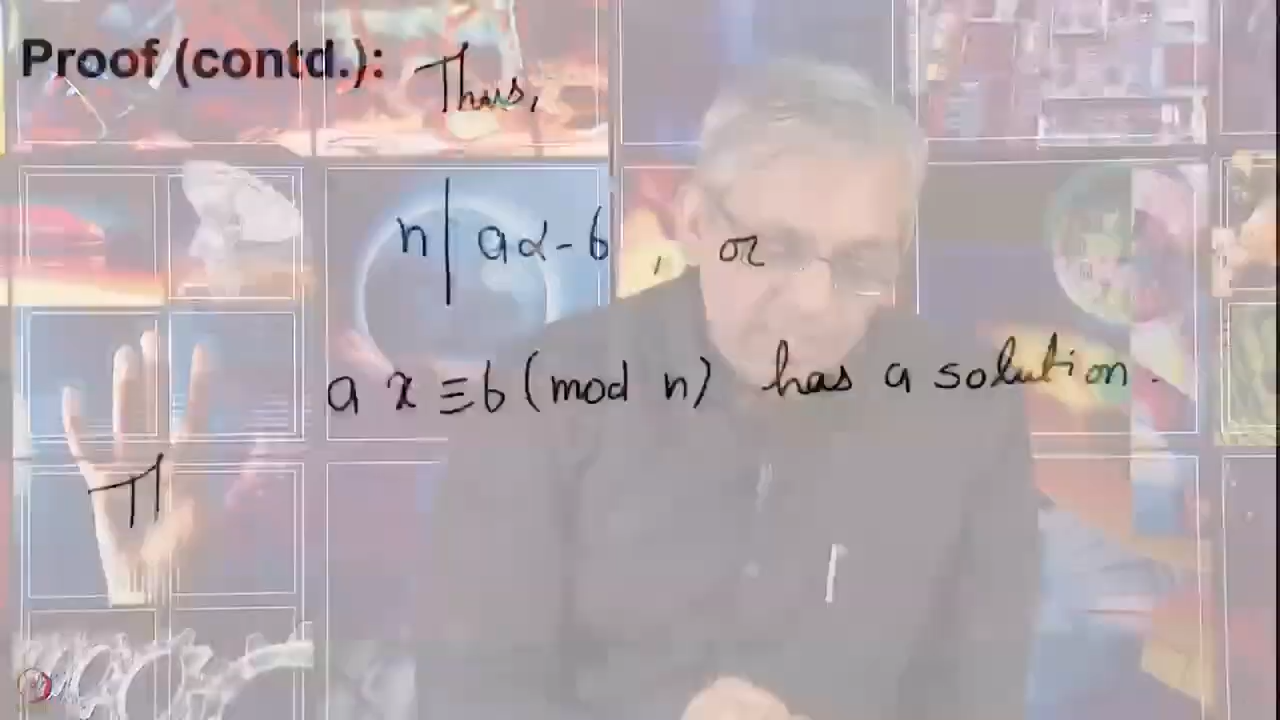 Proof (contd.): Thus,
n | aα - b , or
a x ≡ b (mod n) has a solution.